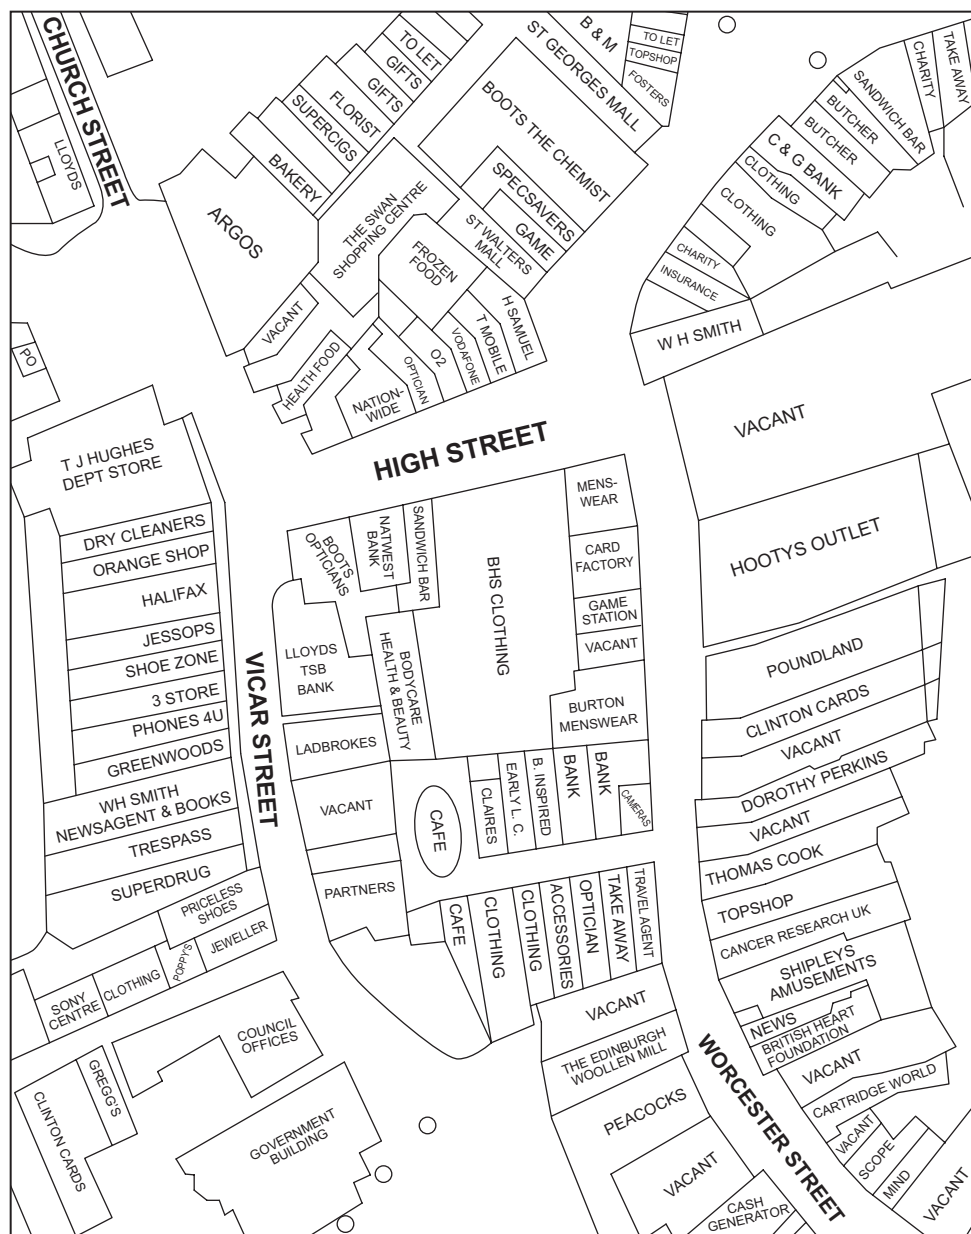 CHURCH STREET
LLOYDS
TO LET
GIFTS
GIFTS
FLORIST
SUPERCIGS
BAKERY
ARGOS
B & M
ST GEORGES MALL
TO LET
TOPSHOP
FOSTERS
BOOTS THE CHEMIST
SPECSAVERS
GAME
ST WALTERS
MALL
THE SWAN
SHOPPING CENTRE
FROZEN
FOOD
H SAMUEL
T MOBILE
VODAFONE
O2
OPTICIAN
NATION-
WIDE
HEALTH FOOD
VACANT
TAKE AWAY
CHARITY
SANDWICH BAR
BUTCHER
BUTCHER
C & G BANK
CLOTHING
CLOTHING
CHARITY
INSURANCE
W H SMITH
VACANT
HOOTYS OUTLET
PO
T J HUGHES
DEPT STORE
HIGH STREET
DRY CLEANERS
ORANGE SHOP
HALIFAX
JESSOPS
SHOE ZONE
3 STORE
PHONES 4U
GREENWOODS
WH SMITH
NEWSAGENT & BOOKS
TRESPASS
SUPERDRUG
PRICELESS
SHOES
JEWELLER
POPPY'S
CLOTHING
SONY
CENTRE
VICAR STREET
BOOTS
OPTICIANS
NATWEST
BANK
SANDWICH BAR
BHS CLOTHING
MENS-
WEAR
CARD
FACTORY
GAME
STATION
VACANT
BURTON
MENSWEAR
LLOYDS
TSB
BANK
BODYCARE
HEALTH & BEAUTY
LADBROKES
VACANT
PARTNERS
CAFE
CLAIRES
EARLY L. C.
B. INSPIRED
BANK
BANK
CAMERAS
CAFE
CLOTHING
CLOTHING
ACCESSORIES
OPTICIAN
TAKE AWAY
TRAVEL AGENT
POUNDLAND
CLINTON CARDS
VACANT
DOROTHY PERKINS
VACANT
THOMAS COOK
TOPSHOP
CANCER RESEARCH UK
SHIPLEYS
AMUSEMENTS
NEWS
BRITISH HEART
FOUNDATION
VACANT
CARTRIDGE WORLD
VACANT
SCOPE
MIND
VACANT
VACANT
THE EDINBURGH
WOOLLEN MILL
PEACOCKS
VACANT
CASH
GENERATOR
WORCESTER STREET
COUNCIL
OFFICES
GREGG'S
CLINTON CARDS
GOVERNMENT
BUILDING